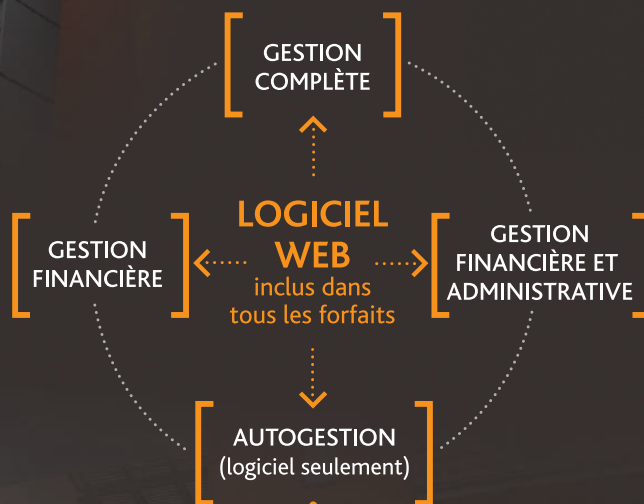 GESTION
COMPLÈTE
LOGICIEL
WEB
inclus dans
tous les forfaits
GESTION
FINANCIÈRE
GESTION
FINANCIÈRE ET
ADMINISTRATIVE
AUTOGESTION
(logiciel seulement)